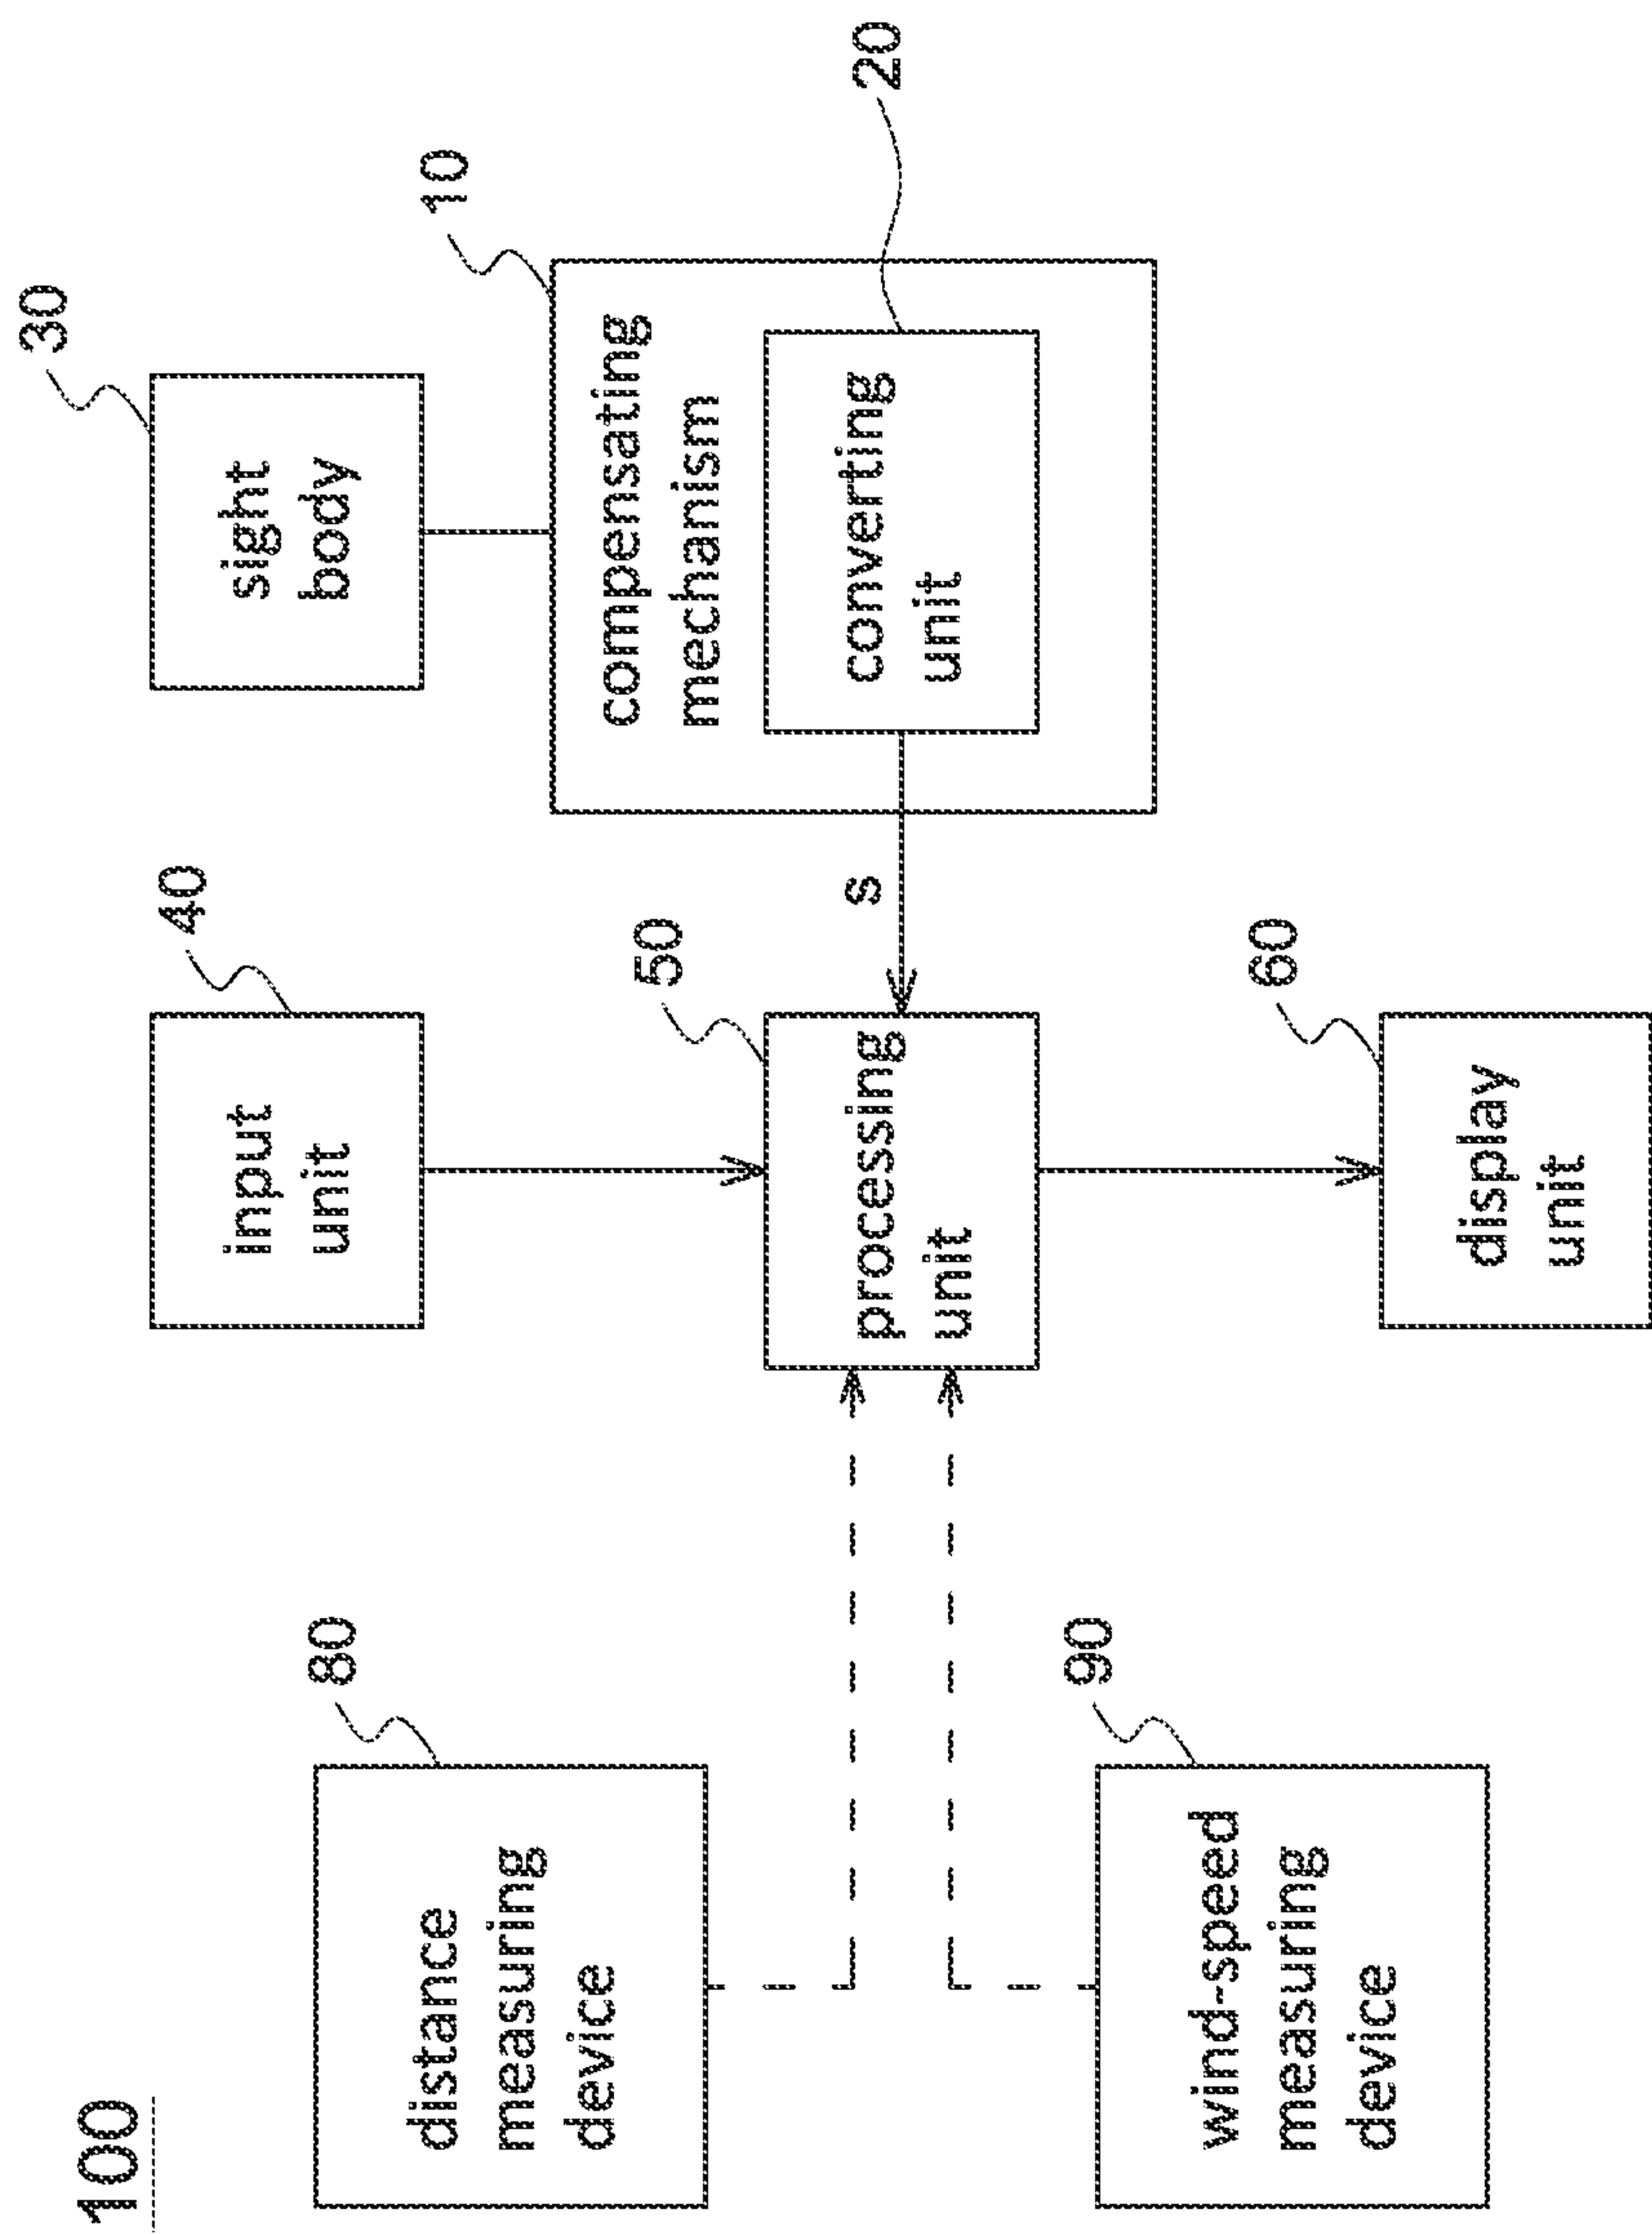 100
30
sight
body
10
compensating
mechanism
20
converting
unit
40
input
unit
s
50
processing
unit
60
display
unit
80
distance
measuring
device
90
wind-speed
measuring
device